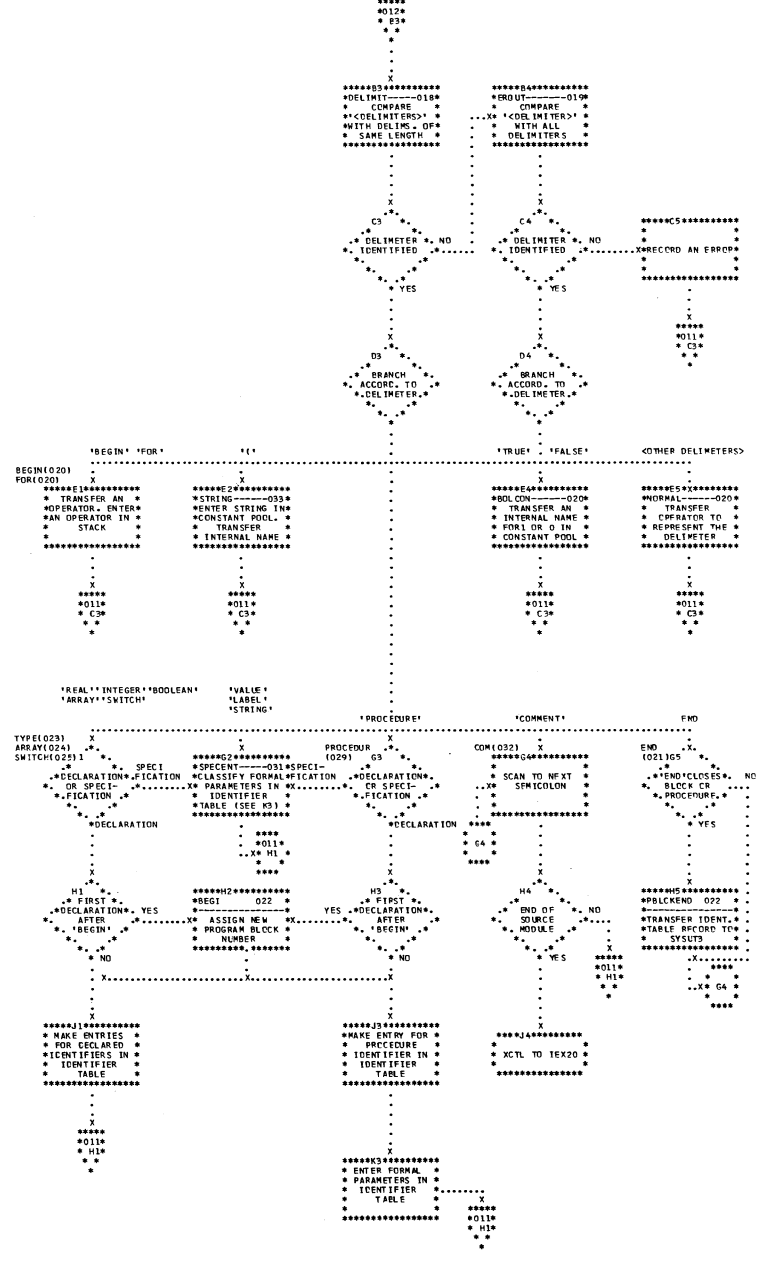 *012*
* B3*
*****B3**********
*DELIMIT-----018*
* COMPARE *
*'<DELIMITERS>' *
*WITH DELIMS. OF*
* SAME LENGTH *
*****B4**********
*EROUT-------019*
* COMPARE *
...X* '<DELIMITER>' *
* WITH ALL *
* DELIMITERS *
C3
DELIMETER
IDENTIFIED
NO
YES
C4
DELIMITER
IDENTIFIED
NO
YES
*****C5**********
*RECORD AN ERROR*
*011*
* C3*
D3
BRANCH
ACCORD. TO
DELIMETER.
D4
BRANCH
ACCORD. TO
DELIMETER.
'BEGIN' 'FOR'
'('
'TRUE' 'FALSE'
<OTHER DELIMETERS>
BEGIN(020)
FOR(020)
*****E1**********
* TRANSFER AN *
*OPERATOR. ENTER*
*AN OPERATOR IN *
* STACK *
*****E2**********
*STRING------033*
*ENTER STRING IN*
*CONSTANT POOL. *
* TRANSFER *
* INTERNAL NAME *
*****E4**********
*BOLCON------020*
* TRANSFER AN *
* INTERNAL NAME *
* FOR1 OR 0 IN *
* CONSTANT POOL *
*****E5*X********
*NORMAL------020*
* TRANSFER *
* OPERATOR TO *
* REPRESENT THE *
* DELIMETER *
*011*
* C3*
*011*
* C3*
*011*
* C3*
*011*
* C3*
'REAL''INTEGER''BOOLEAN'
'ARRAY''SWITCH'
'VALUE'
'LABEL'
'STRING'
'PROCEDURE'
'COMMENT'
END
TYPE(023)
ARRAY(024)
SWITCH(025)1
DECLARATION
OR SPECI-
FICATION
SPECI
FICATION
DECLARATION
*****G2**********
*SPECENT-----031*
*CLASSIFY FORMAL*
* PARAMETERS IN *
* IDENTIFIER *
*TABLE (SEE K3) *
SPECI-
FICATION
*011*
..X* H1 *
PROCEDUR
(029) G3
DECLARATION
OR SPECI-
FICATION
DECLARATION
COM(032)
*****G4**********
* SCAN TO NEXT *
* SEMICOLON *
* G4 *
END
(021)G5
'END'CLOSES
BLOCK OR
PROCEDURE.
NO
YES
H1
FIRST
DECLARATION
AFTER
'BEGIN'
YES
NO
*****H2**********
*BEGI 022 *
* ASSIGN NEW *
* PROGRAM BLOCK *
* NUMBER *
H3
FIRST
YES
DECLARATION
AFTER
'BEGIN'
NO
H4
END OF
SOURCE
MODULE
NO
YES
*011*
* H1*
*****H5**********
*PBLCKEND 022 *
*TRANSFER IDENT.*
*TABLE RECORD TO*
* SYSUT3 *
..X* G4 *
*****J1**********
* MAKE ENTRIES *
* FOR DECLARED *
*IDENTIFIERS IN *
* IDENTIFIER *
* TABLE *
*****J3**********
*MAKE ENTRY FOR *
* PROCEDURE *
* IDENTIFIER IN *
* IDENTIFIER *
* TABLE *
****J4*********
* XCTL TO IEX20 *
*011*
* H1*
*****K3**********
* ENTER FORMAL *
* PARAMETERS IN *
* IDENTIFIER *
* TABLE *
*011*
* H1*